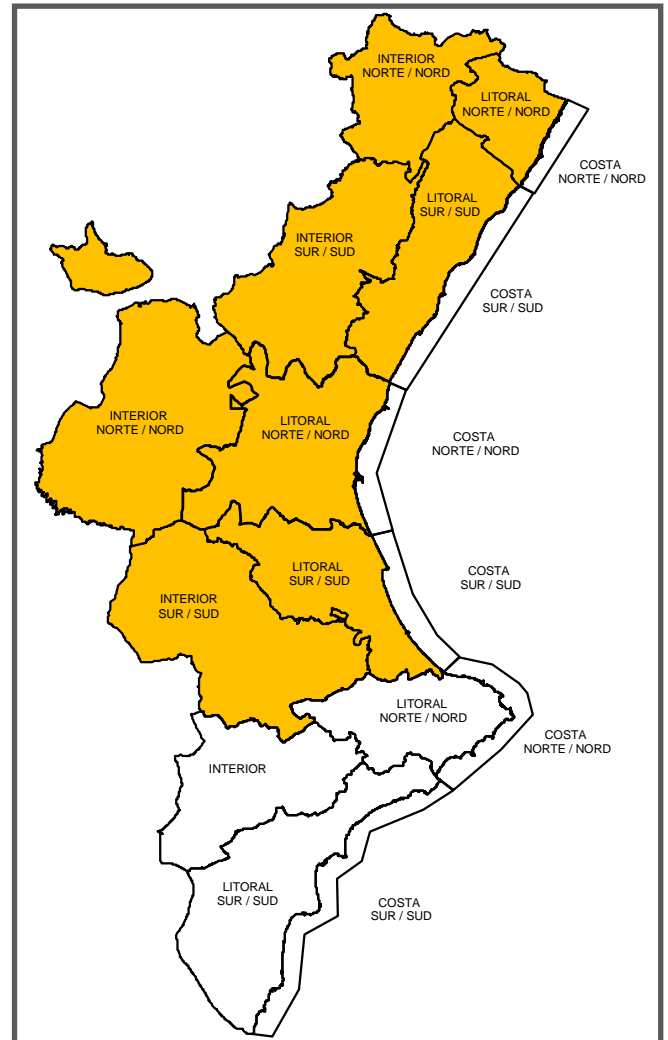 INTERIOR
NORTE / NORD
LITORAL
NORTE / NORD
COSTA
NORTE / NORD
LITORAL
SUR / SUD
INTERIOR
SUR / SUD
COSTA
SUR / SUD
INTERIOR
NORTE / NORD
LITORAL
NORTE / NORD
COSTA
NORTE / NORD
LITORAL
SUR / SUD
COSTA
SUR / SUD
INTERIOR
SUR / SUD
LITORAL
NORTE / NORD
COSTA
NORTE / NORD
INTERIOR
LITORAL
SUR / SUD
COSTA
SUR / SUD